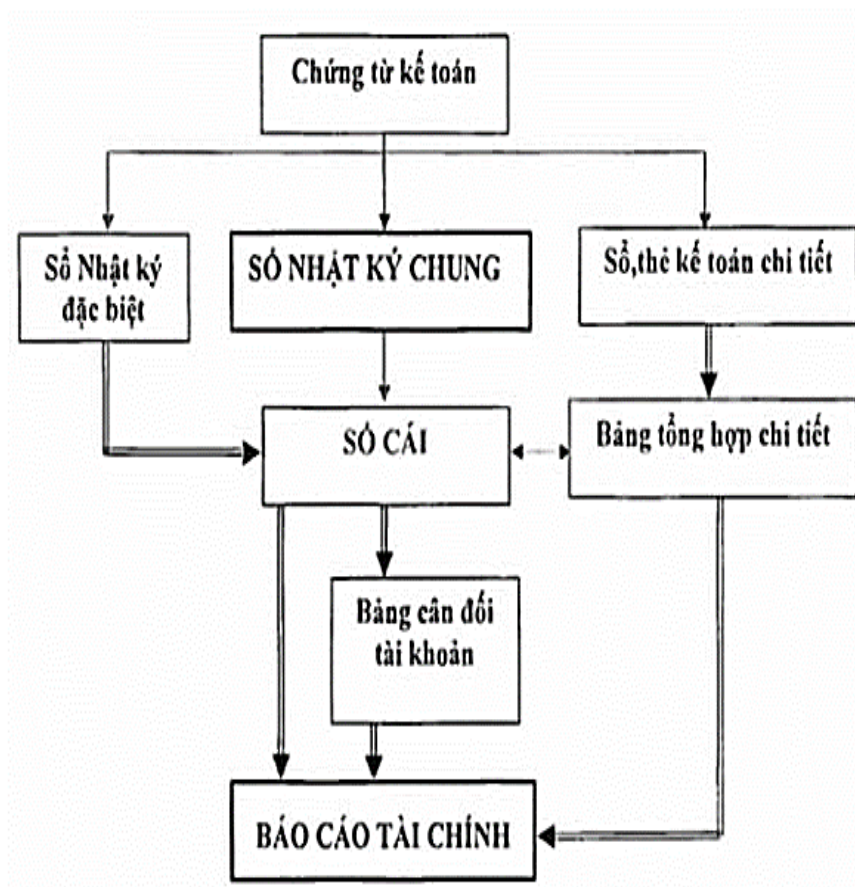 Chứng từ kế toán
Sổ Nhật ký
đặc biệt
SỔ NHẬT KÝ CHUNG
Sổ,thẻ kế toán chi tiết
SỔ CÁI
Bảng tổng hợp chi tiết
Bảng cân đối
tài khoản
BÁO CÁO TÀI CHÍNH